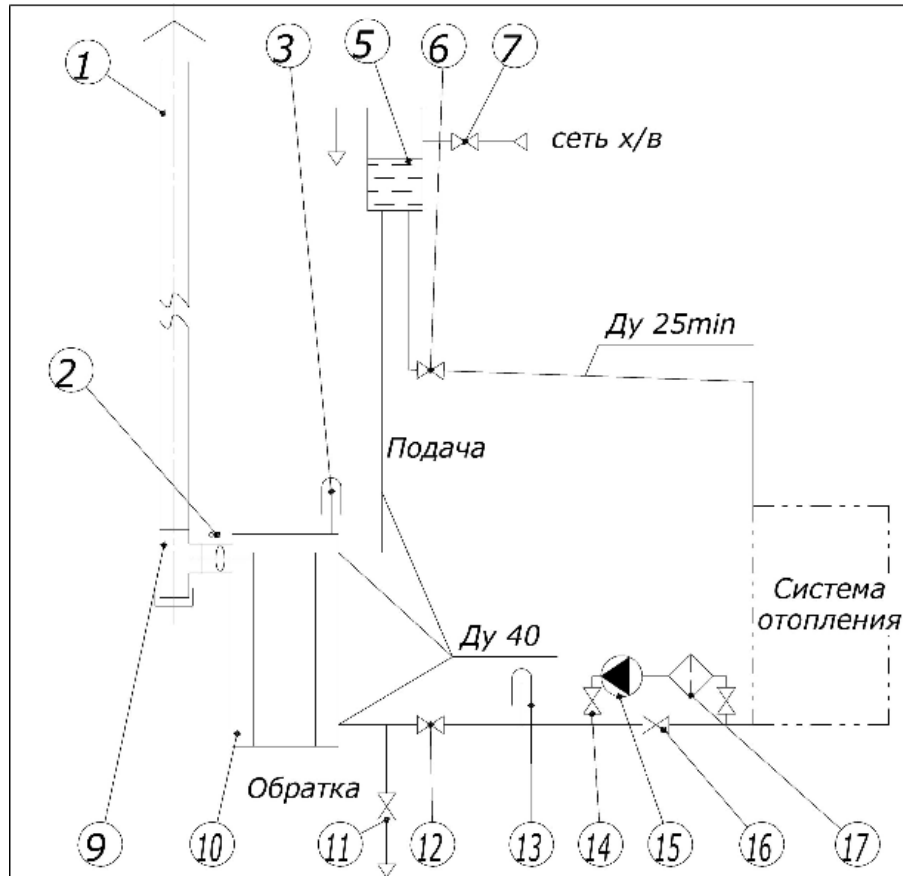 3 5 6 7
1
сеть х/в
Ду 25min
2
Подача
Система
отопления
Ду 40
Обратка
9 10 11 12 13 14 15 16 17